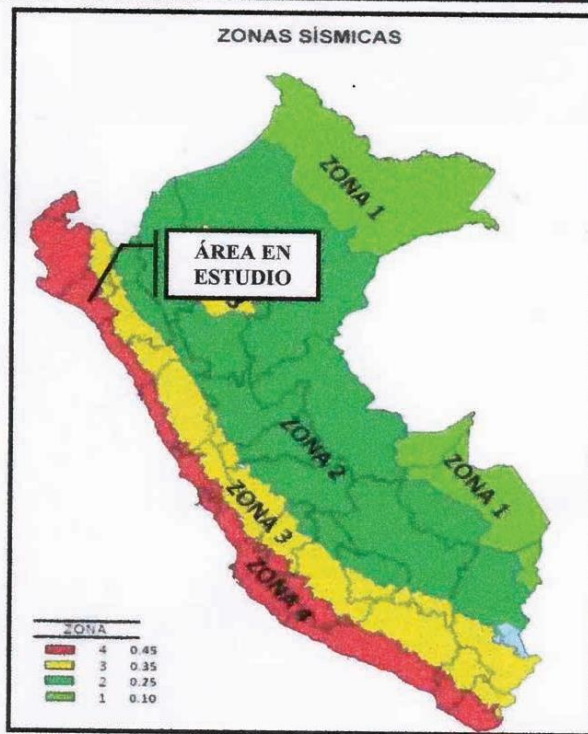 ZONAS SÍSMICAS
ZONA 1
ÁREA EN
ESTUDIO
ZONA 2
ZONA 1
ZONA 3
ZONA 4
ZONA
4 0.45
3 0.35
2 0.25
1 0.10